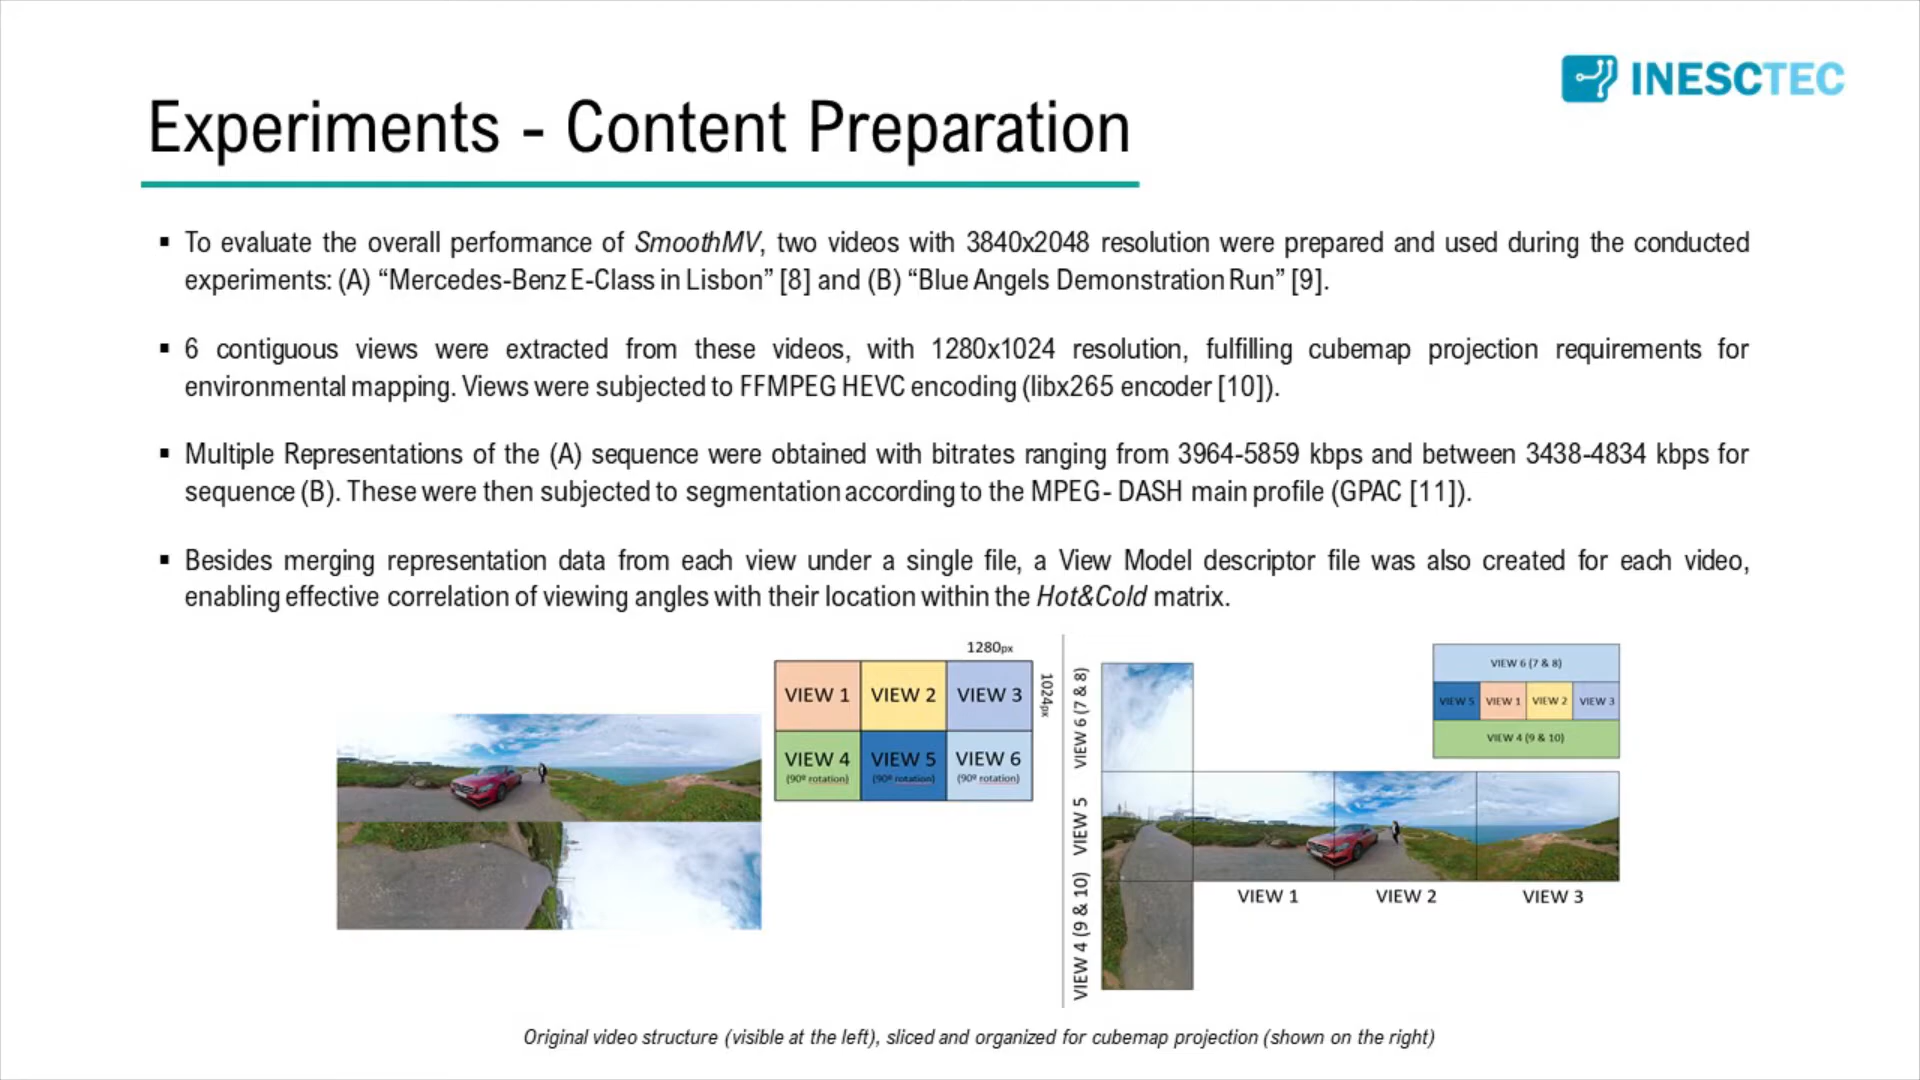 INESCTEC
Experiments - Content Preparation
▪ To evaluate the overall performance of SmoothMV, two videos with 3840x2048 resolution were prepared and used during the conducted
experiments: (A) “Mercedes-Benz E-Class in Lisbon” [8] and (B) “Blue Angels Demonstration Run” [9].
▪ 6 contiguous views were extracted from these videos, with 1280x1024 resolution, fulfilling cubemap projection requirements for
environmental mapping. Views were subjected to FFMPEG HEVC encoding (libx265 encoder [10]).
▪ Multiple Representations of the (A) sequence were obtained with bitrates ranging from 3964-5859 kbps and between 3438-4834 kbps for
sequence (B). These were then subjected to segmentation according to the MPEG- DASH main profile (GPAC [11]).
▪ Besides merging representation data from each view under a single file, a View Model descriptor file was also created for each video,
enabling effective correlation of viewing angles with their location within the Hot&Cold matrix.
1280px
1024px
VIEW 1 VIEW 2 VIEW 3
VIEW 4 VIEW 5 VIEW 6
(90º rotation) (90º rotation) (90º rotation)
VIEW 6 (7 & 8)
VIEW 5
VIEW 4 (9 & 10)
VIEW 6 (7 & 8)
VIEW 5 VIEW 1 VIEW 2 VIEW 3
VIEW 4 (9 & 10)
VIEW 1 VIEW 2 VIEW 3
Original video structure (visible at the left), sliced and organized for cubemap projection (shown on the right)